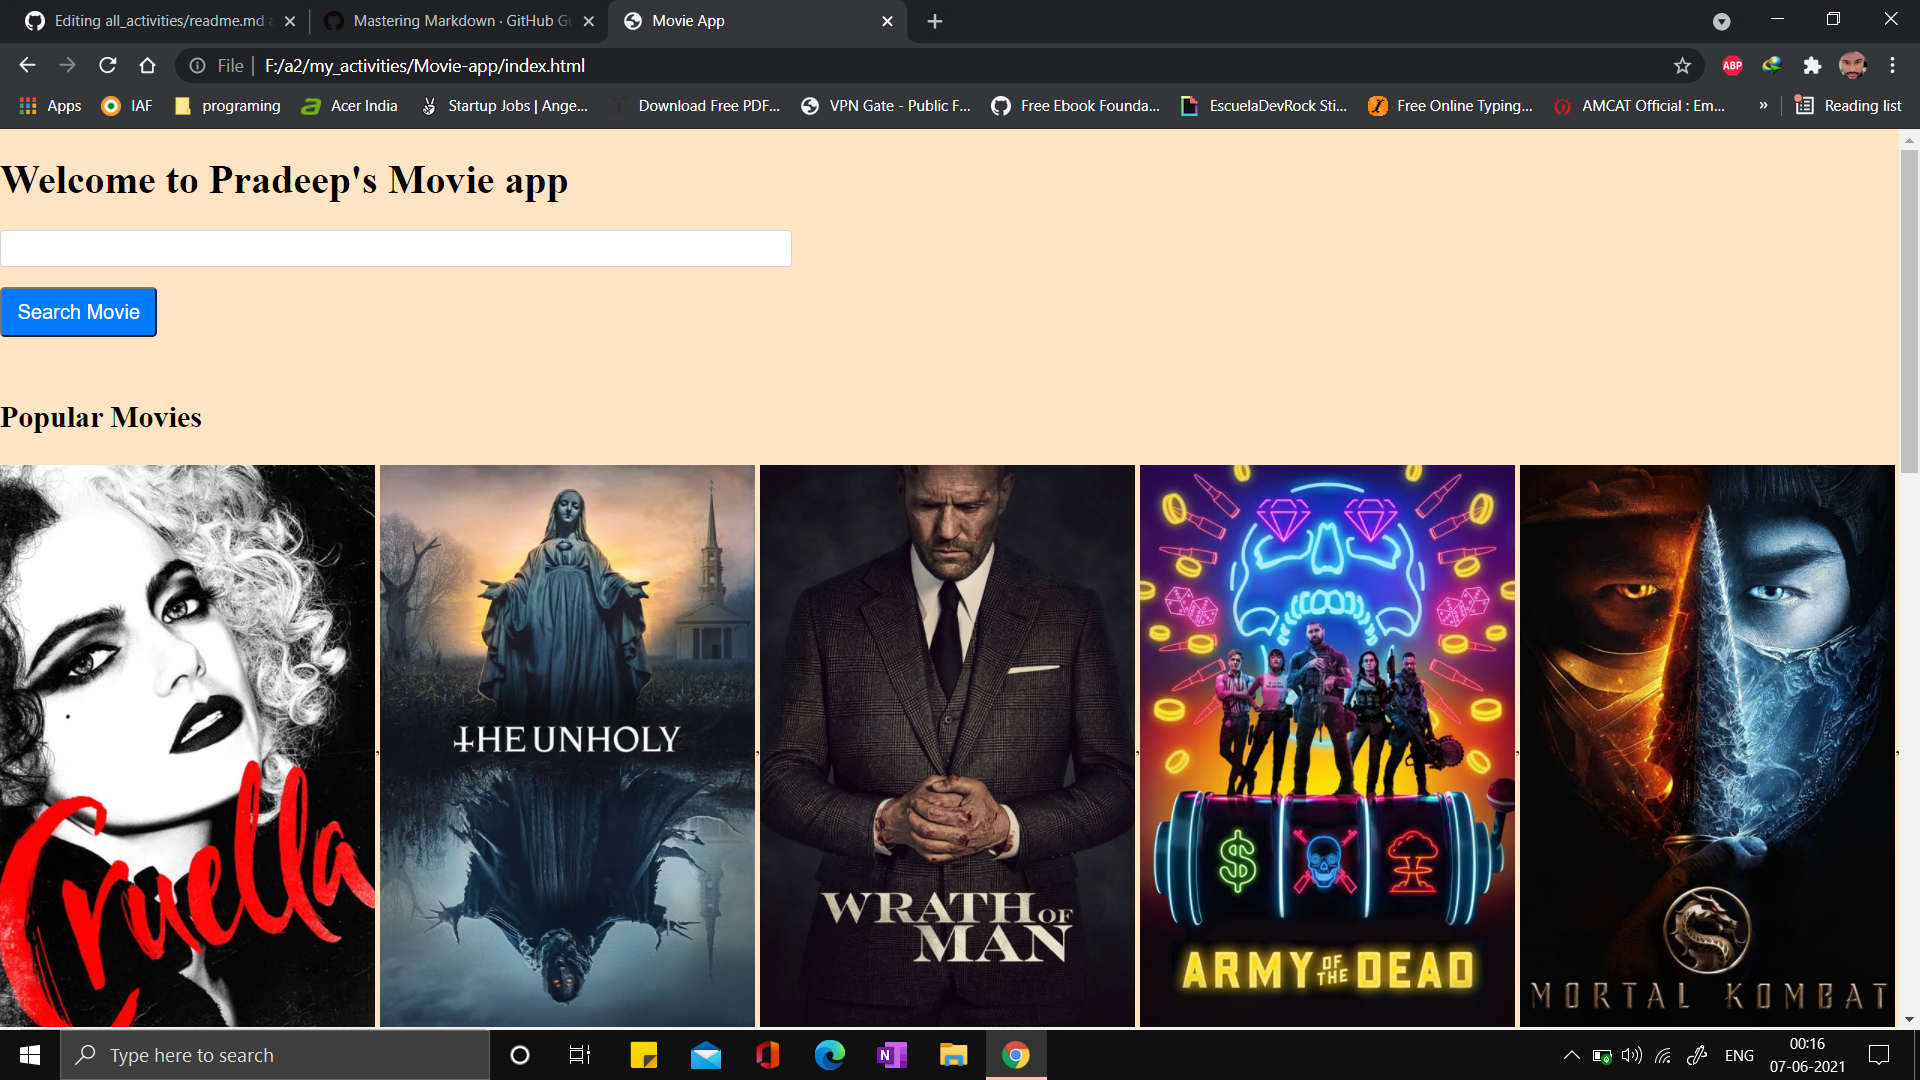 Editing all_activities/readme.md a
Mastering Markdown · GitHub Gu
Movie App
File
F:/a2/my_activities/Movie-app/index.html
ABP
Apps
IAF
programing
Acer India
Startup Jobs | Ange...
Download Free PDF...
VPN Gate - Public F...
Free Ebook Founda...
EscuelaDevRock Sti...
Free Online Typing...
AMCAT Official : Em...
»
Reading list
Welcome to Pradeep's Movie app
Search Movie
Popular Movies
Cruella
,
THE UNHOLY
,
WRATH OF
MAN
,
$
ARMY OF THE DEAD
,
MORTAL KOMBAT
,
Type here to search
N
ENG
00:16
07-06-2021